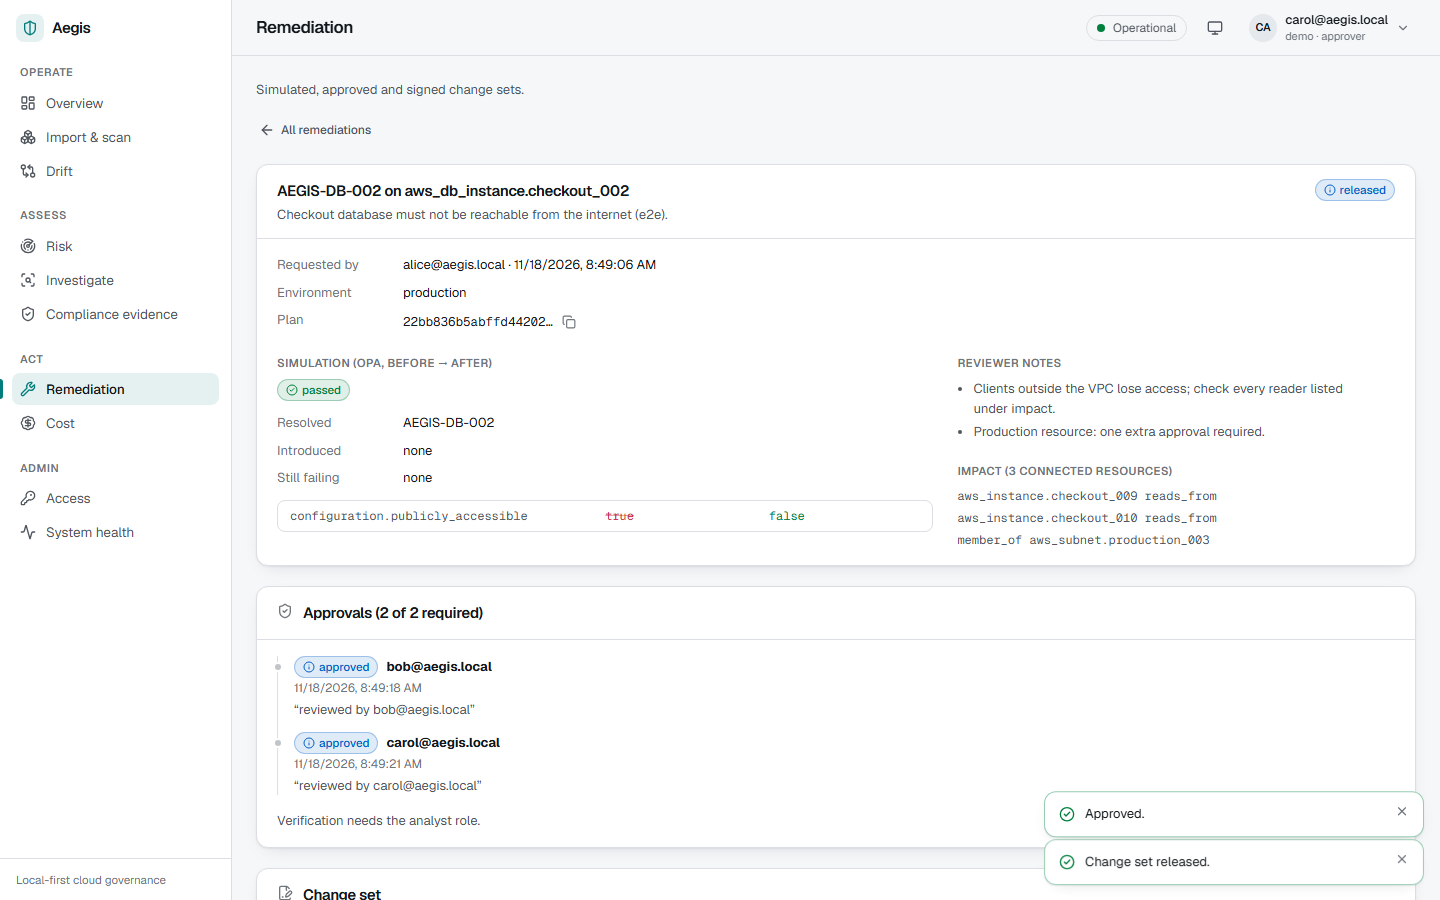 Aegis
OPERATE
Overview
Import & scan
Drift
ASSESS
Risk
Investigate
Compliance evidence
ACT
Remediation
Cost
ADMIN
Access
System health
Local-first cloud governance
Remediation
Operational
CA
carol@aegis.local
demo · approver
Simulated, approved and signed change sets.
All remediations
AEGIS-DB-002 on aws_db_instance.checkout_002
released
Checkout database must not be reachable from the internet (e2e).
Requested by alice@aegis.local · 11/18/2026, 8:49:06 AM
Environment production
Plan 22bb836b5abffd44202…
SIMULATION (OPA, BEFORE → AFTER)
passed
Resolved AEGIS-DB-002
Introduced none
Still failing none
configuration.publicly_accessible true false
REVIEWER NOTES
• Clients outside the VPC lose access; check every reader listed
under impact.
• Production resource: one extra approval required.
IMPACT (3 CONNECTED RESOURCES)
aws_instance.checkout_009 reads_from
aws_instance.checkout_010 reads_from
member_of aws_subnet.production_003
Approvals (2 of 2 required)
approved bob@aegis.local
11/18/2026, 8:49:18 AM
“reviewed by bob@aegis.local”
approved carol@aegis.local
11/18/2026, 8:49:21 AM
“reviewed by carol@aegis.local”
Verification needs the analyst role.
Change set
Approved.
Change set released.